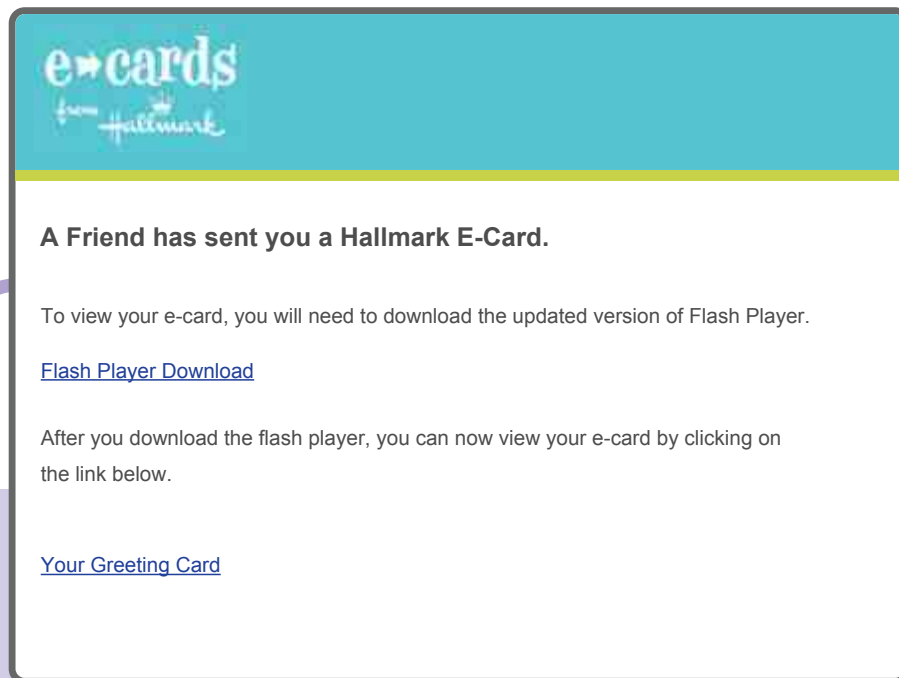 e➻cards
from Hallmark
A Friend has sent you a Hallmark E-Card.
To view your e-card, you will need to download the updated version of Flash Player.
Flash Player Download
After you download the flash player, you can now view your e-card by clicking on
the link below.
Your Greeting Card